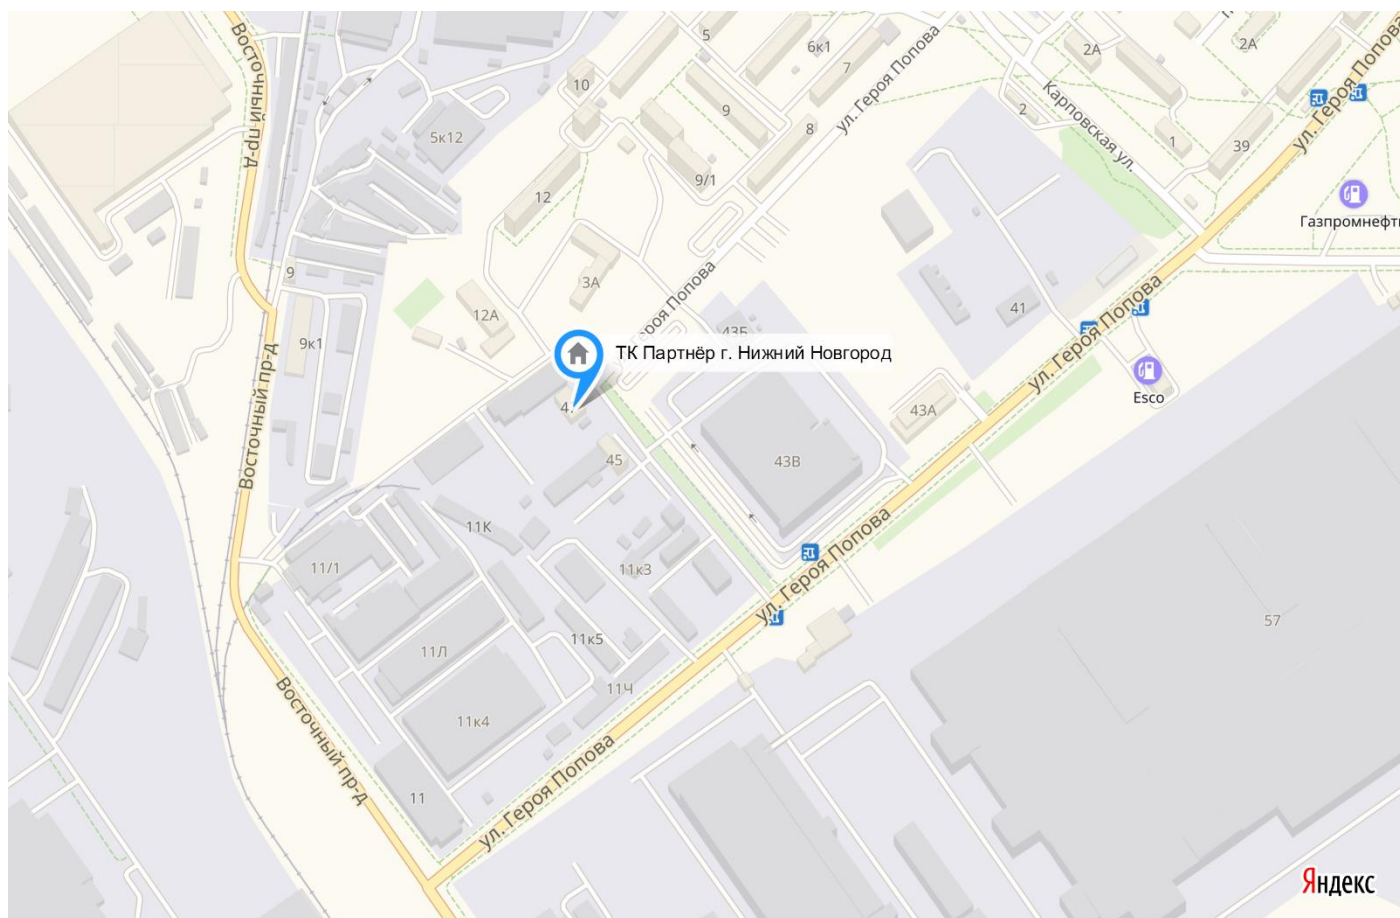 Восточный пр-д
5
6к1
7
ул. Героя Попова
2А
2А
ул. Героя Попова
10
9
8
2
Карповская ул.
1
39
5к12
12
9/1
Газпромнефть
9
3А
12А
Героя Попова
43Б
41
ул. Героя Попова
9к1
ТК Партнёр г. Нижний Новгород
Esco
Восточный пр-д
43А
45
43В
11К
ул. Героя Попова
11/1
11к3
ул. Героя Попова
11Л
11к5
57
11Ч
Восточный пр-д
11к4
ул. Героя Попова
11
Яндекс